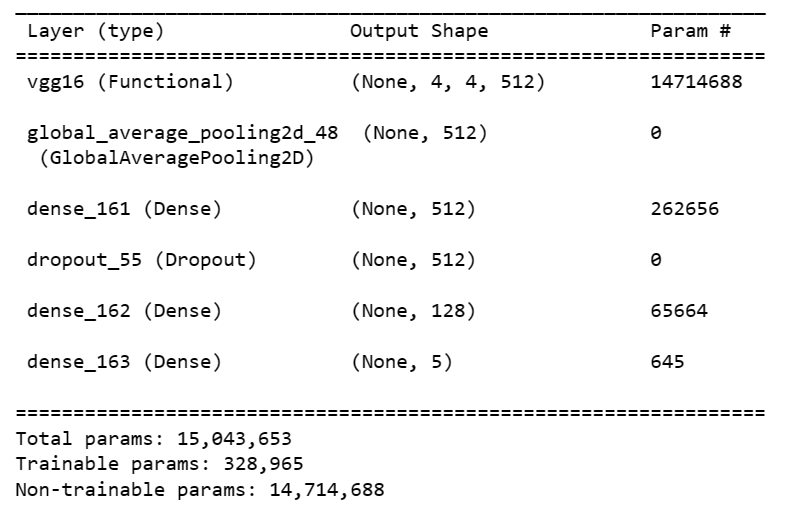 Layer (type) Output Shape Param #
=================================================================
vgg16 (Functional) (None, 4, 4, 512) 14714688
global_average_pooling2d_48 (None, 512) 0
(GlobalAveragePooling2D)
dense_161 (Dense) (None, 512) 262656
dropout_55 (Dropout) (None, 512) 0
dense_162 (Dense) (None, 128) 65664
dense_163 (Dense) (None, 5) 645
=================================================================
Total params: 15,043,653
Trainable params: 328,965
Non-trainable params: 14,714,688